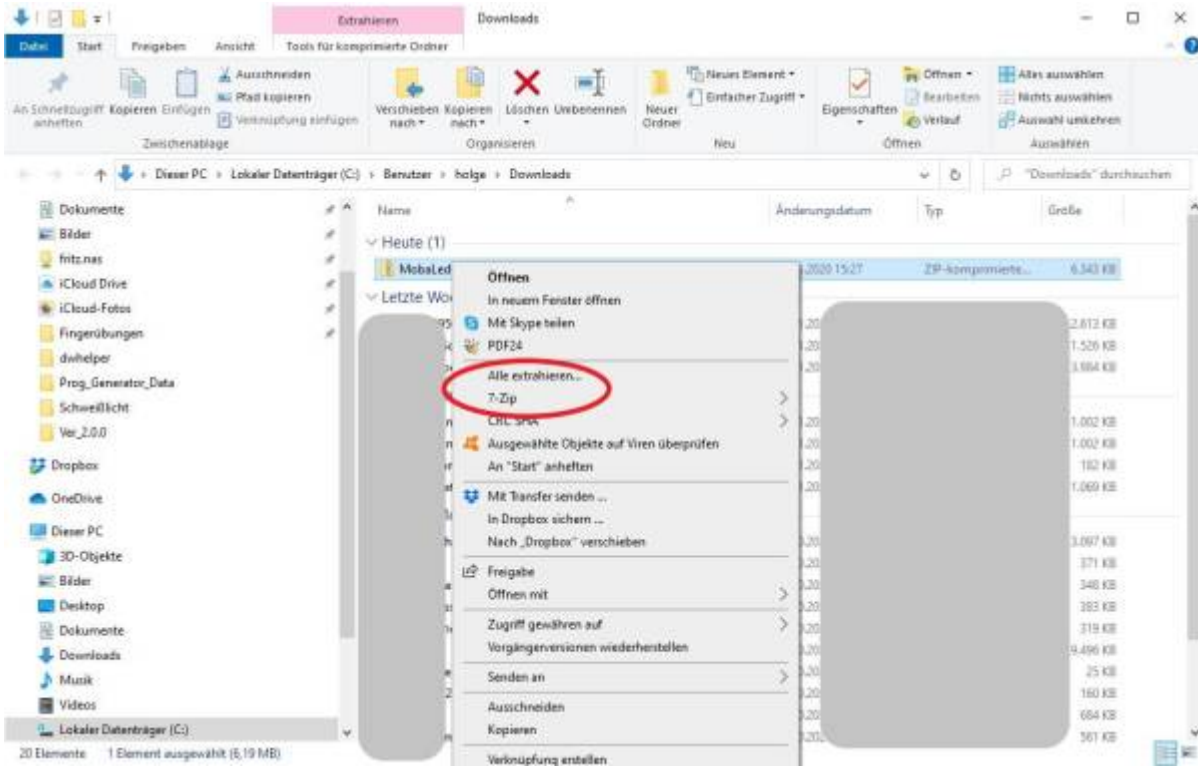 Extrahieren
Downloads
Datei Start Freigeben Ansicht Tools für komprimierte Ordner
An Schnellzugriff anheften
Kopieren
Einfügen
Ausschneiden
Pfad kopieren
Verknüpfung einfügen
Zwischenablage
Verschieben nach
Kopieren nach
Löschen
Umbenennen
Organisieren
Neuer Ordner
Neues Element
Einfacher Zugriff
Neu
Eigenschaften
Öffnen
Bearbeiten
Verlauf
Öffnen
Alles auswählen
Nichts auswählen
Auswahl umkehren
Auswählen
Dieser PC Lokaler Datenträger (C:) Benutzer holge Downloads
"Downloads" durchsuchen
Dokumente
Bilder
fritz.nas
iCloud Drive
iCloud-Fotos
Fingerübungen
dwhelper
Prog_Generator_Data
Schweißlicht
Ver_2.0.0
Dropbox
OneDrive
Dieser PC
3D-Objekte
Bilder
Desktop
Dokumente
Downloads
Musik
Videos
Lokaler Datenträger (C:)
Name Änderungsdatum Typ Größe
Heute (1)
MobaLed .2020 15:27 ZIP-komprimierte... 6.343 KB
Letzte Wo
Öffnen
In neuem Fenster öffnen
Mit Skype teilen
PDF24
Alle extrahieren...
7-Zip
CRC SHA
Ausgewählte Objekte auf Viren überprüfen
An "Start" anheften
Mit Transfer senden ...
In Dropbox sichern ...
Nach „Dropbox" verschieben
Freigabe
Öffnen mit
Zugriff gewähren auf
Vorgängerversionen wiederherstellen
Senden an
Ausschneiden
Kopieren
Verknüpfung erstellen
2.612 KB
1.526 KB
3.984 KB
1.002 KB
1.002 KB
182 KB
1.069 KB
3.097 KB
371 KB
348 KB
383 KB
319 KB
9.496 KB
25 KB
160 KB
684 KB
561 KB
20 Elemente 1 Element ausgewählt (6,19 MB)